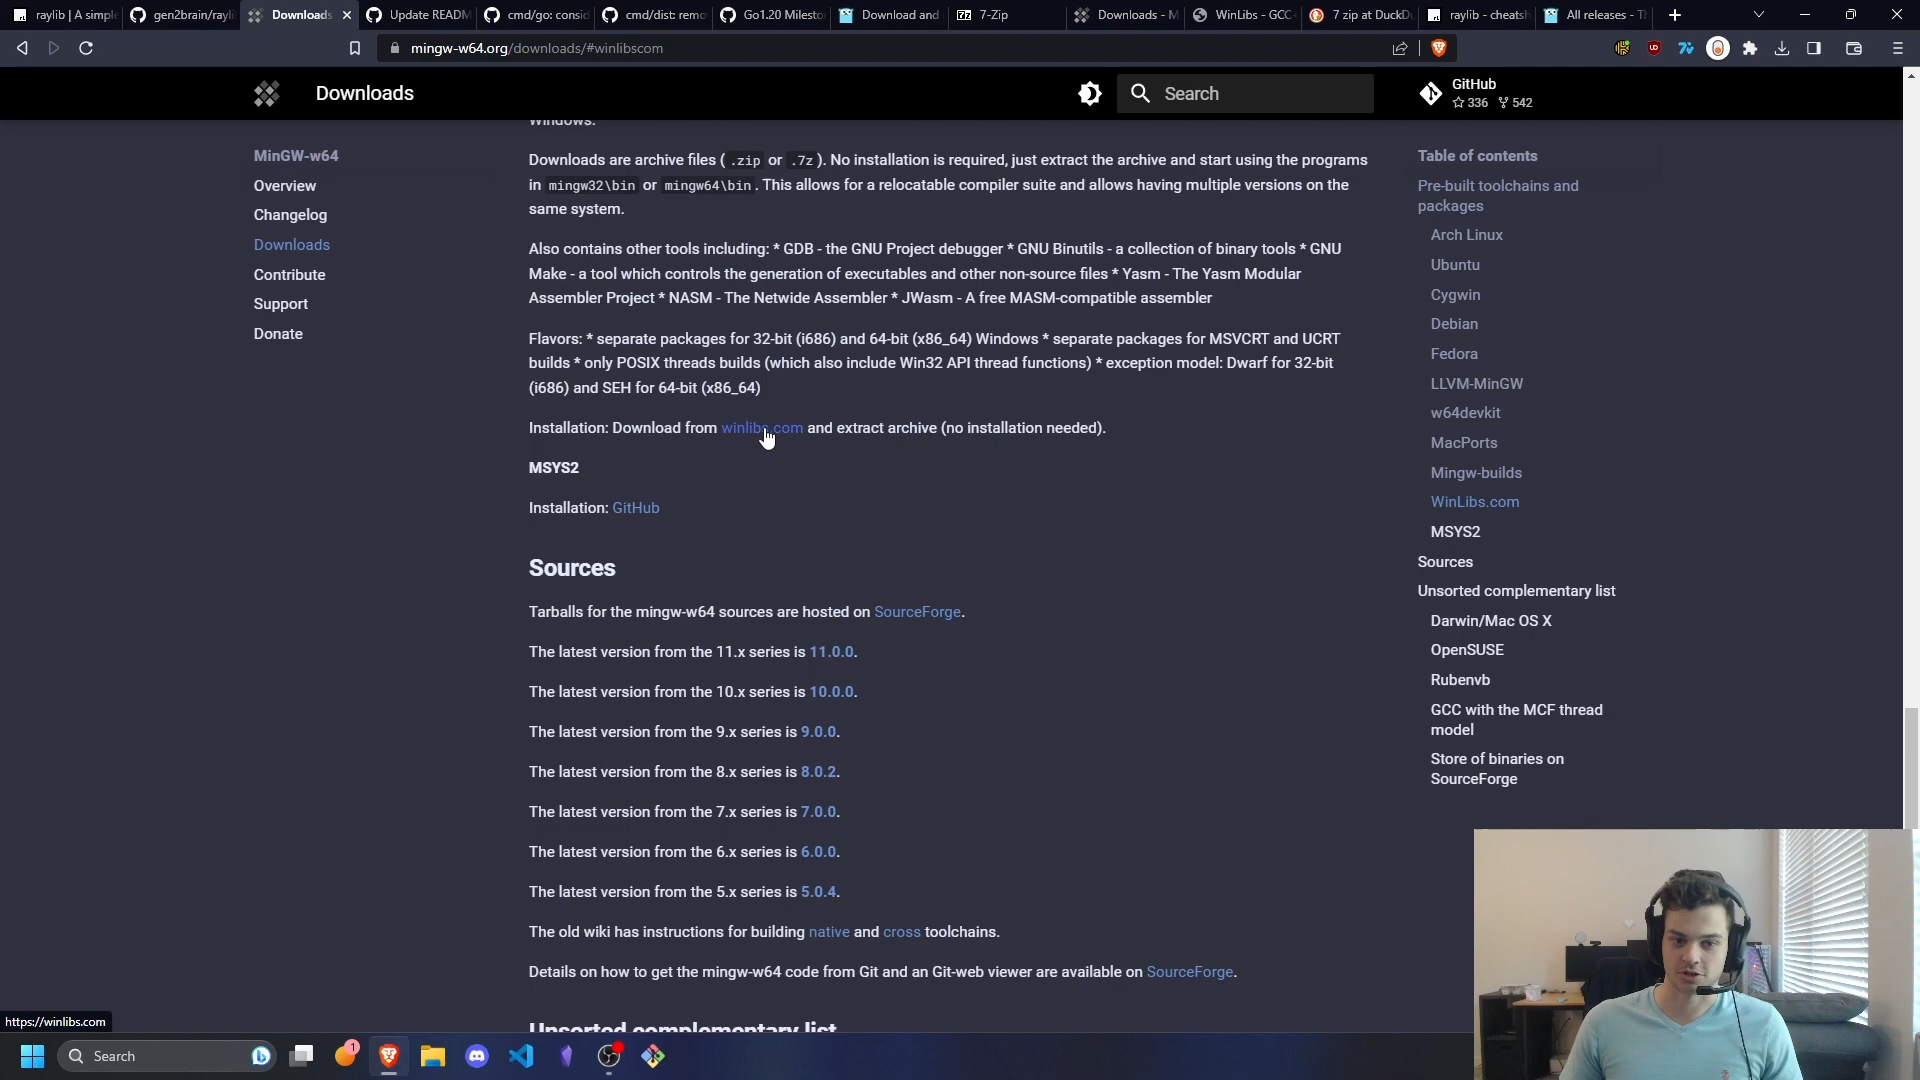 raylib | A simple
gen2brain/rayli
Downloads
Update READM
cmd/go: consid
cmd/dist: remo
Go1.20 Milesto
Download and
7-Zip
Downloads - M
WinLibs - GCC
7 zip at DuckDu
raylib - cheatsh
All releases - Th
mingw-w64.org/downloads/#winlibscom
Downloads
Search
GitHub
336 542
MinGW-w64
Overview
Changelog
Downloads
Contribute
Support
Donate
Windows.
Downloads are archive files ( .zip or .7z ). No installation is required, just extract the archive and start using the programs
in mingw32\bin or mingw64\bin . This allows for a relocatable compiler suite and allows having multiple versions on the
same system.
Also contains other tools including: * GDB - the GNU Project debugger * GNU Binutils - a collection of binary tools * GNU
Make - a tool which controls the generation of executables and other non-source files * Yasm - The Yasm Modular
Assembler Project * NASM - The Netwide Assembler * JWasm - A free MASM-compatible assembler
Flavors: * separate packages for 32-bit (i686) and 64-bit (x86_64) Windows * separate packages for MSVCRT and UCRT
builds * only POSIX threads builds (which also include Win32 API thread functions) * exception model: Dwarf for 32-bit
(i686) and SEH for 64-bit (x86_64)
Installation: Download from winlibs.com and extract archive (no installation needed).
MSYS2
Installation: GitHub
Sources
Tarballs for the mingw-w64 sources are hosted on SourceForge.
The latest version from the 11.x series is 11.0.0.
The latest version from the 10.x series is 10.0.0.
The latest version from the 9.x series is 9.0.0.
The latest version from the 8.x series is 8.0.2.
The latest version from the 7.x series is 7.0.0.
The latest version from the 6.x series is 6.0.0.
The latest version from the 5.x series is 5.0.4.
The old wiki has instructions for building native and cross toolchains.
Details on how to get the mingw-w64 code from Git and an Git-web viewer are available on SourceForge.
Unsorted complementary list
Table of contents
Pre-built toolchains and
packages
Arch Linux
Ubuntu
Cygwin
Debian
Fedora
LLVM-MinGW
w64devkit
MacPorts
Mingw-builds
WinLibs.com
MSYS2
Sources
Unsorted complementary list
Darwin/Mac OS X
OpenSUSE
Rubenvb
GCC with the MCF thread
model
Store of binaries on
SourceForge
https://winlibs.com
Search
1